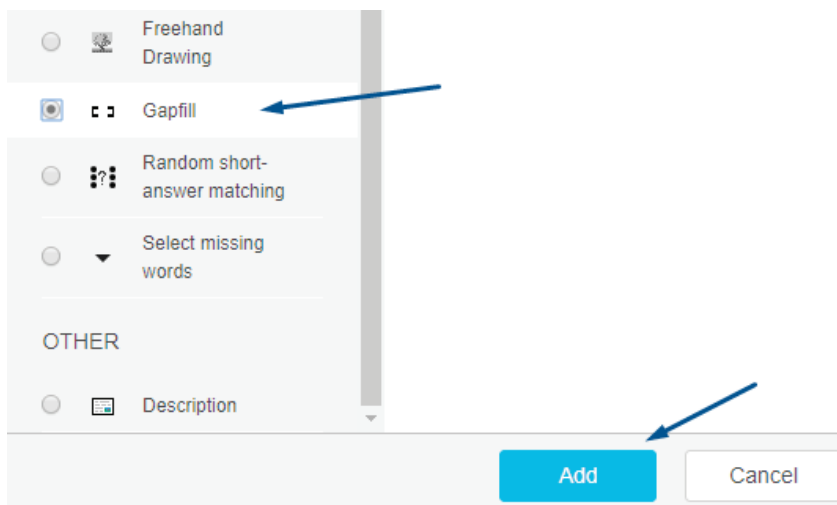 Freehand
Drawing
Gapfill
Random short-
answer matching
Select missing
words
OTHER
Description
Add Cancel